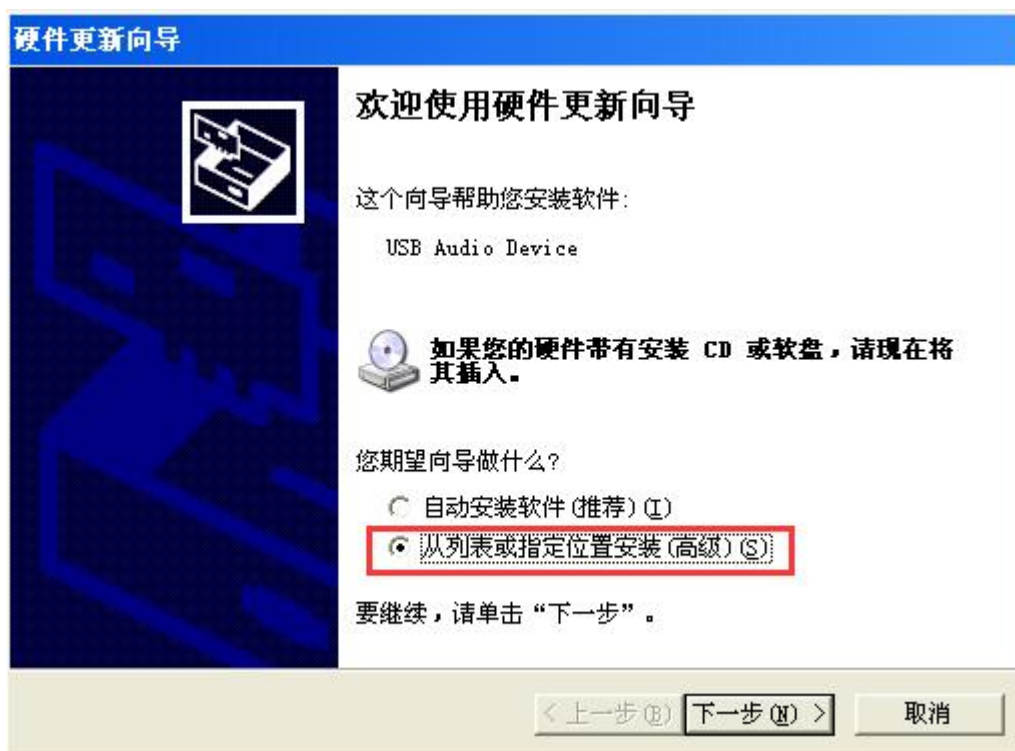 硬件更新向导
欢迎使用硬件更新向导
这个向导帮助您安装软件:
USB Audio Device
如果您的硬件带有安装 CD 或软盘，请现在将
其插入。
您期望向导做什么?
自动安装软件(推荐)(I)
从列表或指定位置安装(高级)(S)
要继续，请单击“下一步”。
< 上一步(B) 下一步(N) > 取消